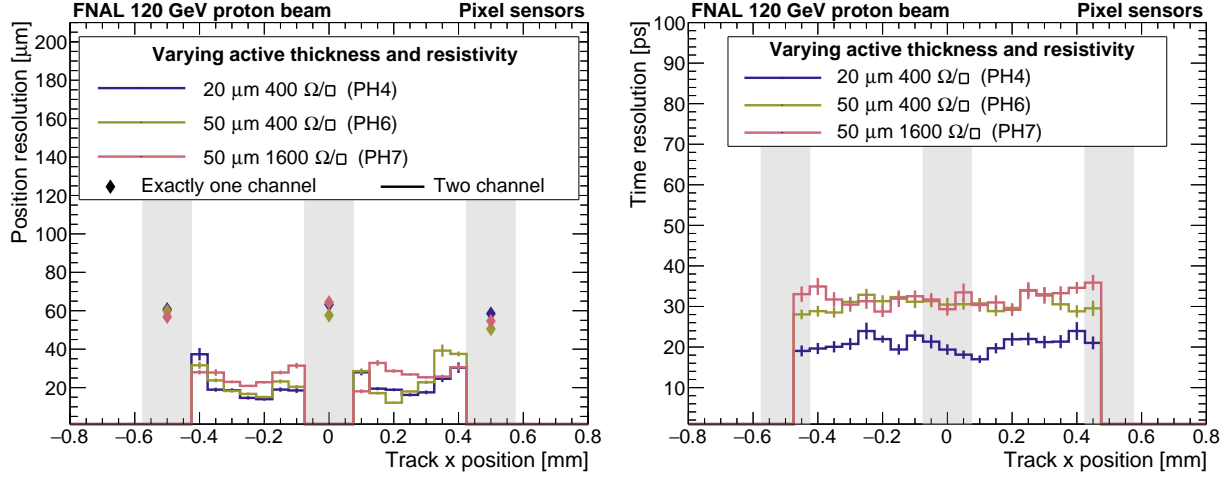 FNAL 120 GeV proton beam Pixel sensors
Position resolution [μm]
200
180
160
140
120
100
80
60
40
20
Varying active thickness and resistivity
20 μm 400 Ω/□ (PH4)
50 μm 400 Ω/□ (PH6)
50 μm 1600 Ω/□ (PH7)
Exactly one channel Two channel
−0.8 −0.6 −0.4 −0.2 0 0.2 0.4 0.6 0.8
Track x position [mm]
FNAL 120 GeV proton beam Pixel sensors
Time resolution [ps]
100
90
80
70
60
50
40
30
20
10
Varying active thickness and resistivity
20 μm 400 Ω/□ (PH4)
50 μm 400 Ω/□ (PH6)
50 μm 1600 Ω/□ (PH7)
−0.8 −0.6 −0.4 −0.2 0 0.2 0.4 0.6 0.8
Track x position [mm]